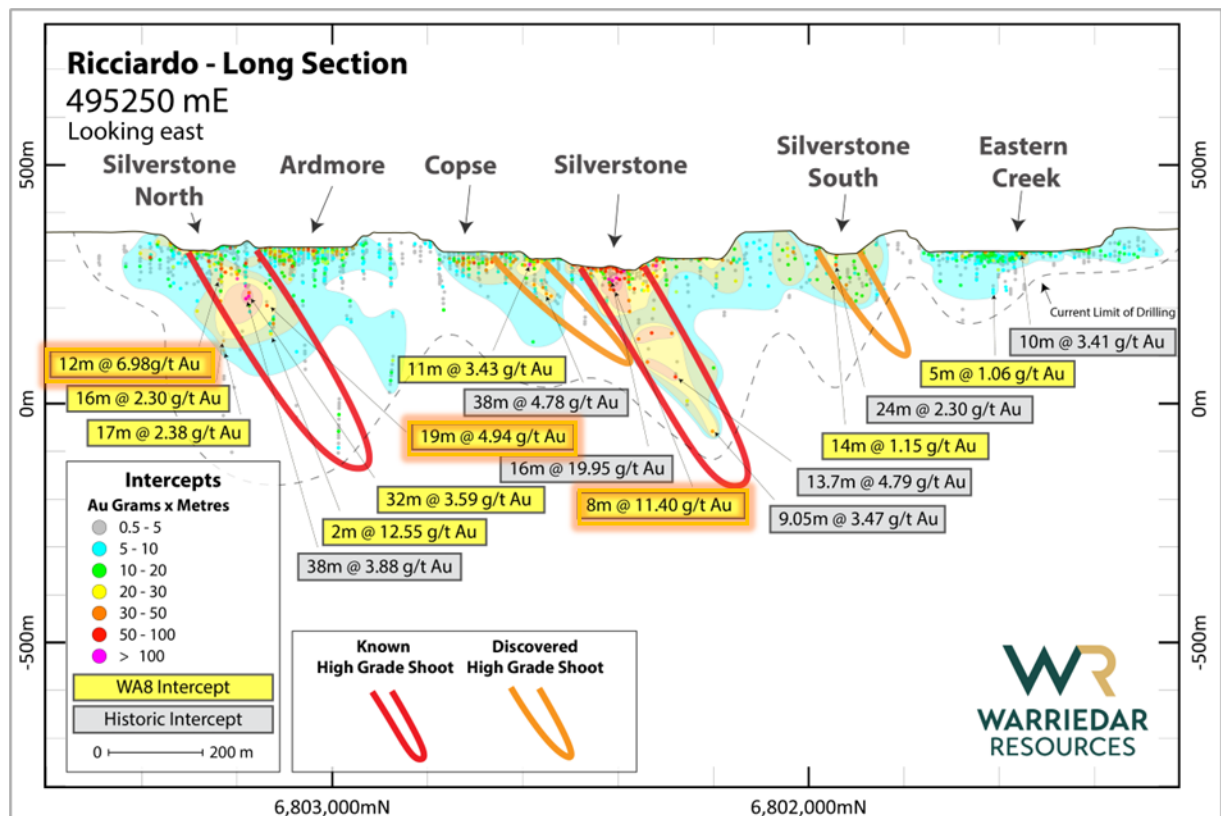 Ricciardo - Long Section
495250 mE
Looking east
Silverstone
North
Ardmore
Copse
Silverstone
Silverstone
South
Eastern
Creek
500m
500m
0m
0m
-500m
-500m
Current Limit of Drilling
10m @ 3.41 g/t Au
12m @ 6.98g/t Au
11m @ 3.43 g/t Au
5m @ 1.06 g/t Au
16m @ 2.30 g/t Au
38m @ 4.78 g/t Au
24m @ 2.30 g/t Au
17m @ 2.38 g/t Au
19m @ 4.94 g/t Au
14m @ 1.15 g/t Au
16m @ 19.95 g/t Au
13.7m @ 4.79 g/t Au
32m @ 3.59 g/t Au
8m @ 11.40 g/t Au
9.05m @ 3.47 g/t Au
2m @ 12.55 g/t Au
38m @ 3.88 g/t Au
Intercepts
Au Grams x Metres
0.5 - 5
5 - 10
10 - 20
20 - 30
30 - 50
50 - 100
> 100
WA8 Intercept
Historic Intercept
0 200 m
Known
High Grade Shoot
Discovered
High Grade Shoot
WR
WARRIEDAR
RESOURCES
6,803,000mN
6,802,000mN